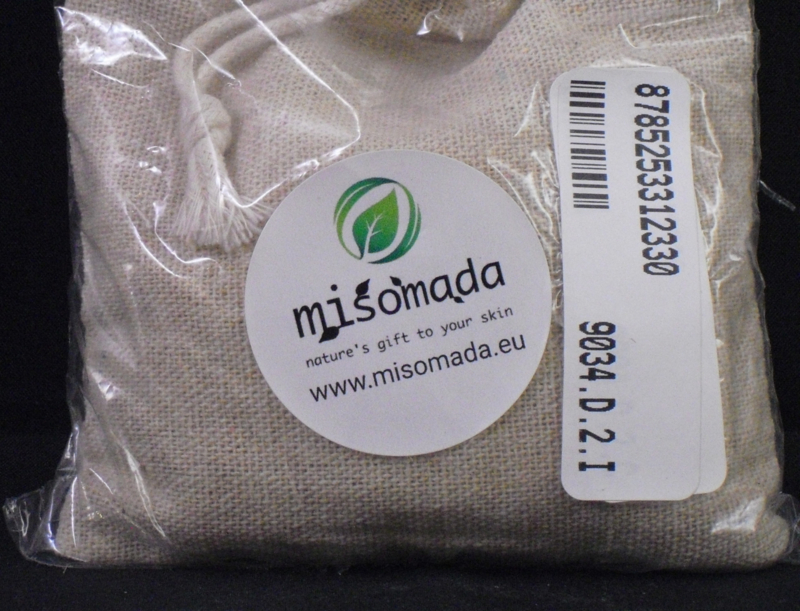 misomada
nature's gift to your skin
www.misomada.eu
8785253312330
9034.D.2.I